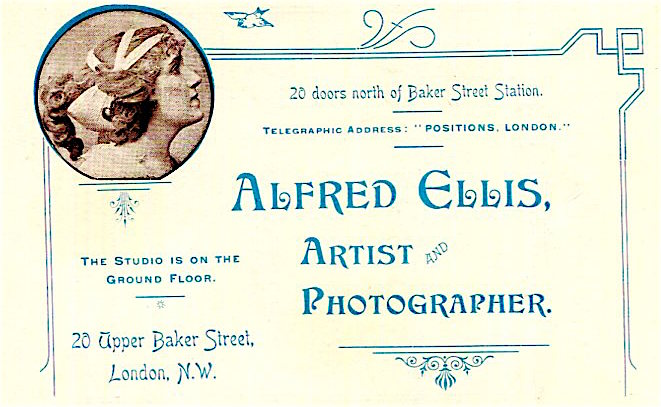 20 doors north of Baker Street Station.
TELEGRAPHIC ADDRESS: "POSITIONS, LONDON."
ALFRED ELLIS,
ARTIST AND
PHOTOGRAPHER.
THE STUDIO IS ON THE
GROUND FLOOR.
20 Upper Baker Street,
London, N.W.